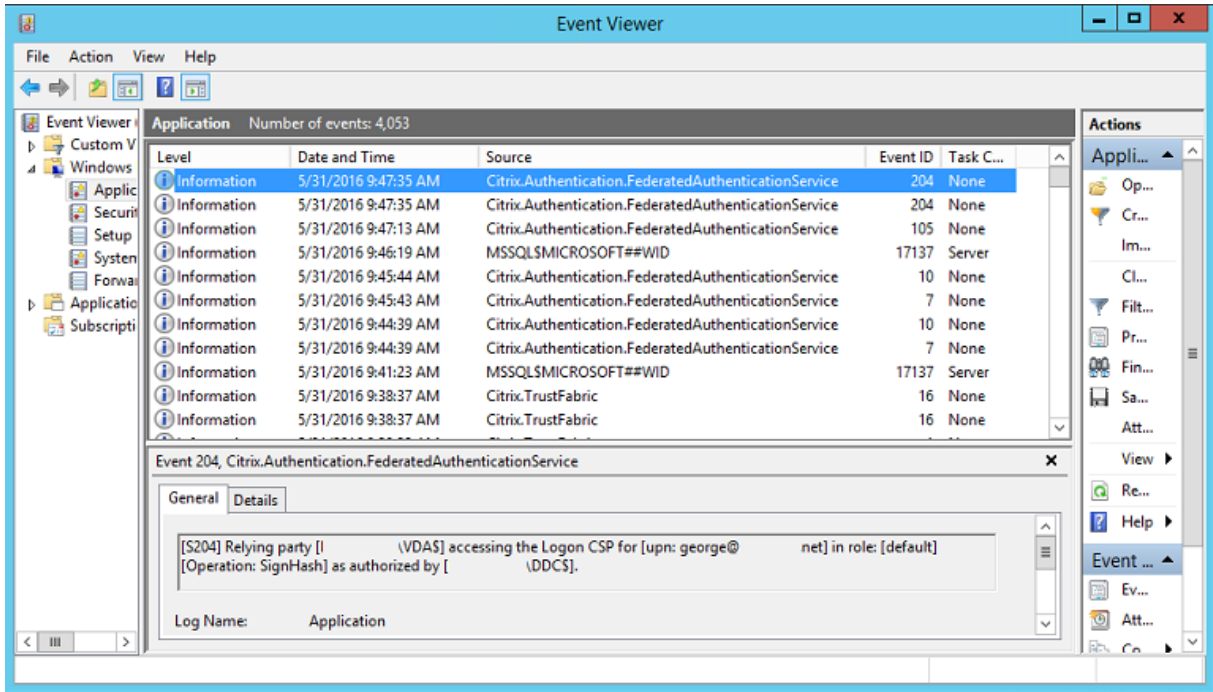 Event Viewer
File Action View Help
Event Viewer
Custom V
Windows
Applic
Securit
Setup
System
Forwar
Applicatio
Subscripti
Application Number of events: 4,053
Level Date and Time Source Event ID Task C...
Information 5/31/2016 9:47:35 AM Citrix.Authentication.FederatedAuthenticationService 204 None
Information 5/31/2016 9:47:35 AM Citrix.Authentication.FederatedAuthenticationService 204 None
Information 5/31/2016 9:47:13 AM Citrix.Authentication.FederatedAuthenticationService 105 None
Information 5/31/2016 9:46:19 AM MSSQL$MICROSOFT##WID 17137 Server
Information 5/31/2016 9:45:44 AM Citrix.Authentication.FederatedAuthenticationService 10 None
Information 5/31/2016 9:45:43 AM Citrix.Authentication.FederatedAuthenticationService 7 None
Information 5/31/2016 9:44:39 AM Citrix.Authentication.FederatedAuthenticationService 10 None
Information 5/31/2016 9:44:39 AM Citrix.Authentication.FederatedAuthenticationService 7 None
Information 5/31/2016 9:41:23 AM MSSQL$MICROSOFT##WID 17137 Server
Information 5/31/2016 9:38:37 AM Citrix.TrustFabric 16 None
Information 5/31/2016 9:38:37 AM Citrix.TrustFabric 16 None
Event 204, Citrix.Authentication.FederatedAuthenticationService
General Details
[S204] Relying party [ \VDA$] accessing the Logon CSP for [upn: george@ net] in role: [default]
[Operation: SignHash] as authorized by [ \DDC$].
Log Name: Application
Actions
Appli...
Op...
Cr...
Im...
Cl...
Filt...
Pr...
Fin...
Sa...
Att...
View
Re...
Help
Event ...
Ev...
Att...
Co...